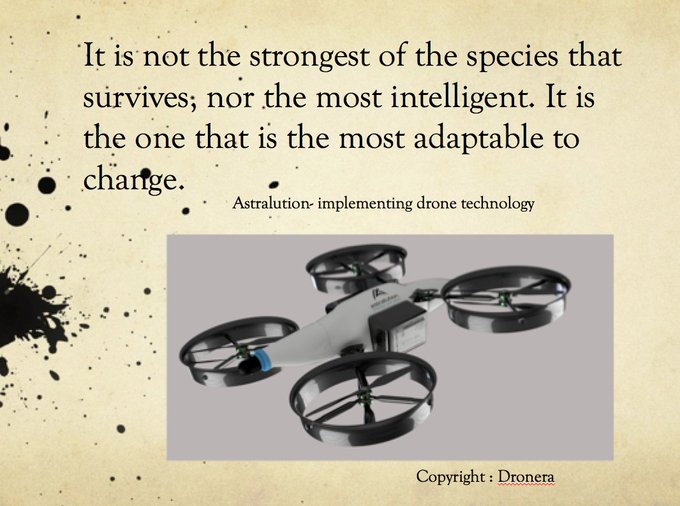 It is not the strongest of the species that
survives, nor the most intelligent. It is
the one that is the most adaptable to
change.
Astralution- implementing drone technology
Copyright : Dronera